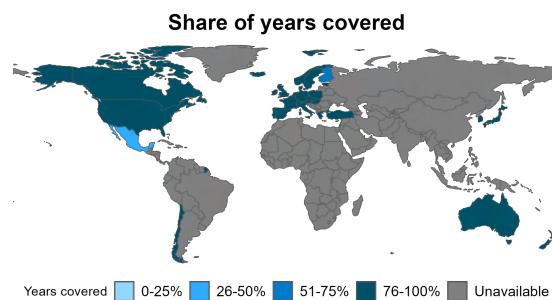 Share of years covered
Years covered 0-25% 26-50% 51-75% 76-100% Unavailable